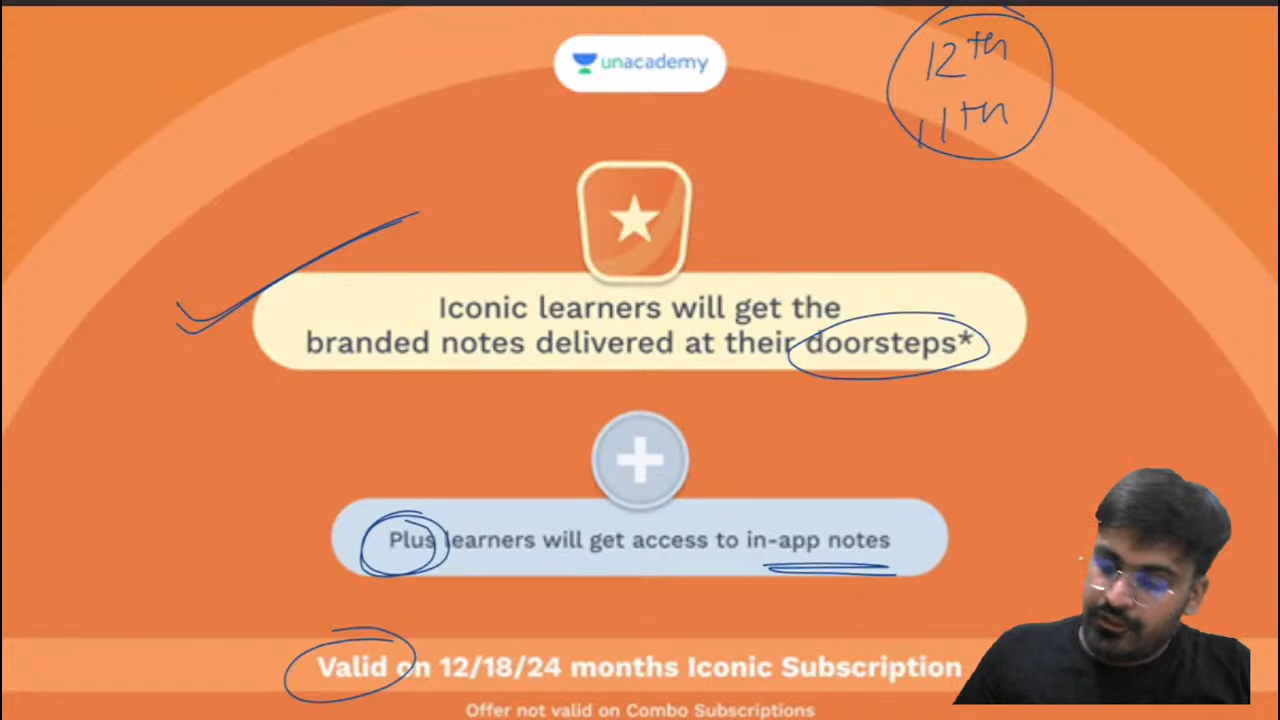 unacademy
12th
11th
Iconic learners will get the
branded notes delivered at their doorsteps*
Plus learners will get access to in-app notes
Valid on 12/18/24 months Iconic Subscription
Offer not valid on Combo Subscriptions